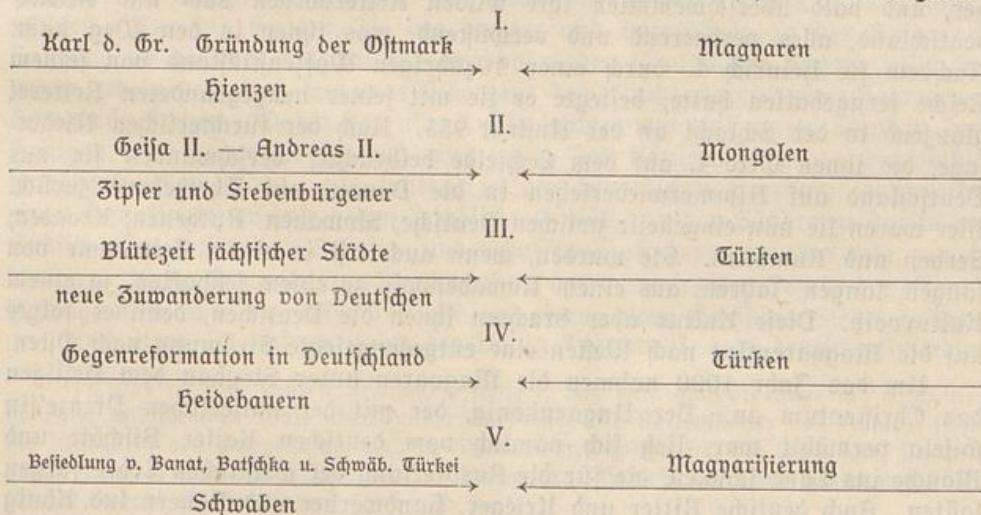 I.
Karl d. Gr. Gründung der Ostmark Magyaren
Hienzen
II.
Geisa II. — Andreas II. Mongolen
Zipser und Siebenbürgener
III.
Blütezeit sächsischer Städte Türken
neue Zuwanderung von Deutschen
IV.
Gegenreformation in Deutschland Türken
Heidebauern
V.
Besiedlung v. Banat, Batschka u. Schwäb. Türkei Magyarisierung
Schwaben